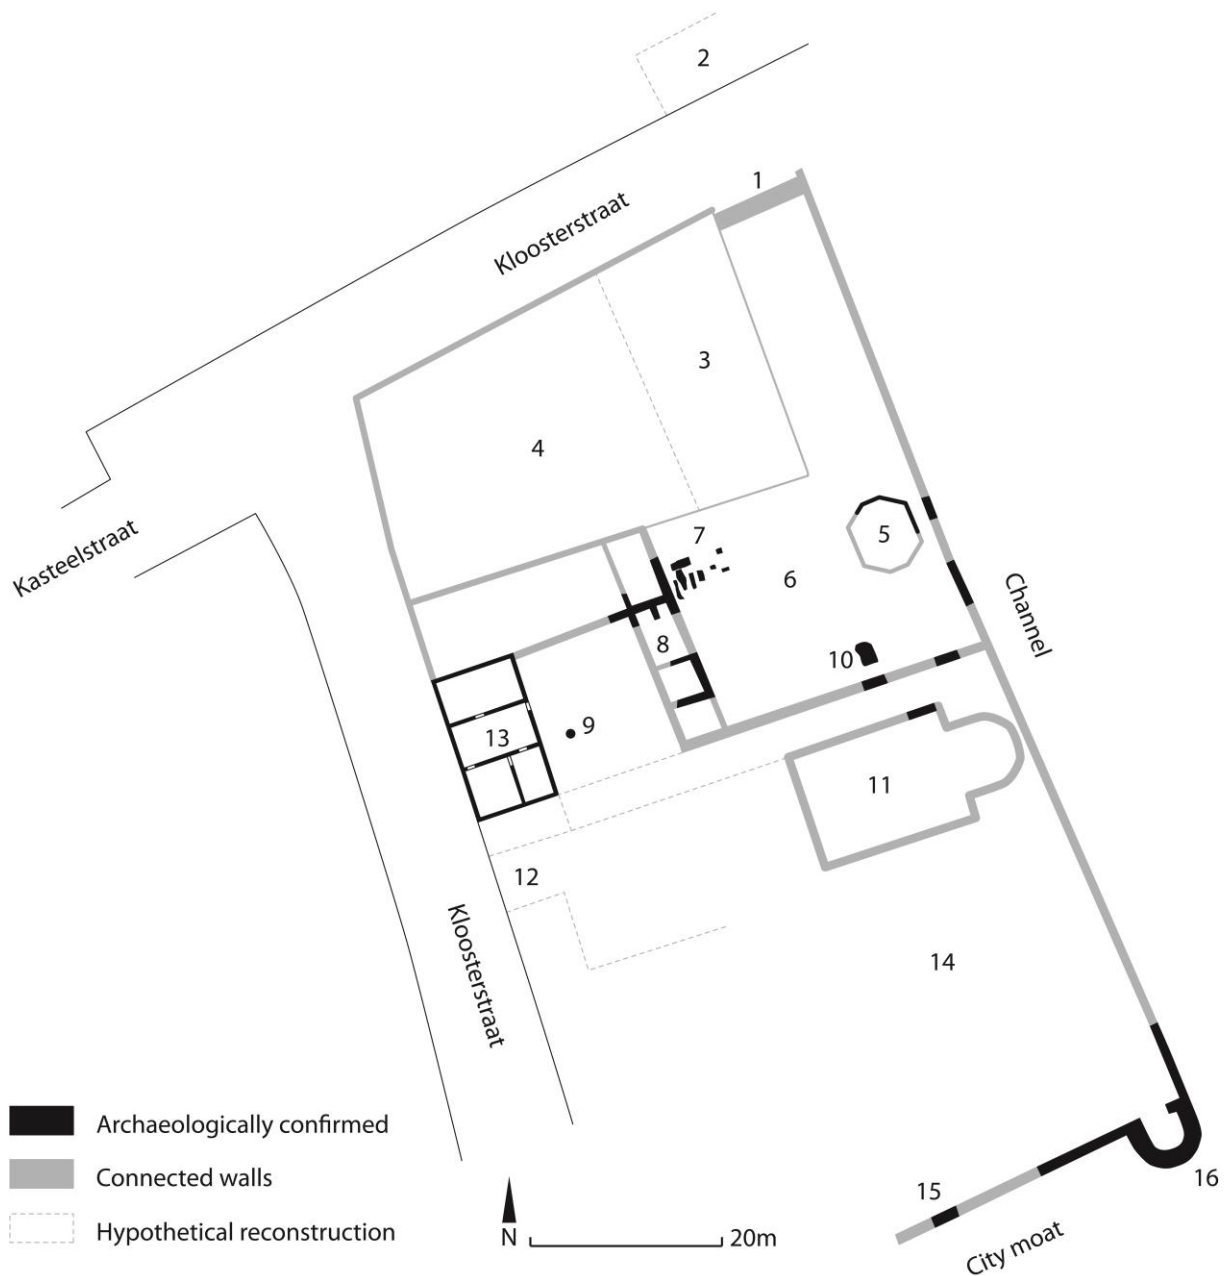 2
1
Kloosterstraat
3
4
5
7
6
Kasteelstraat
Channel
8
10
9
13
11
12
Kloosterstraat
14
Archaeologically confirmed
Connected walls
16
15
Hypothetical reconstruction
N
20m
City moat